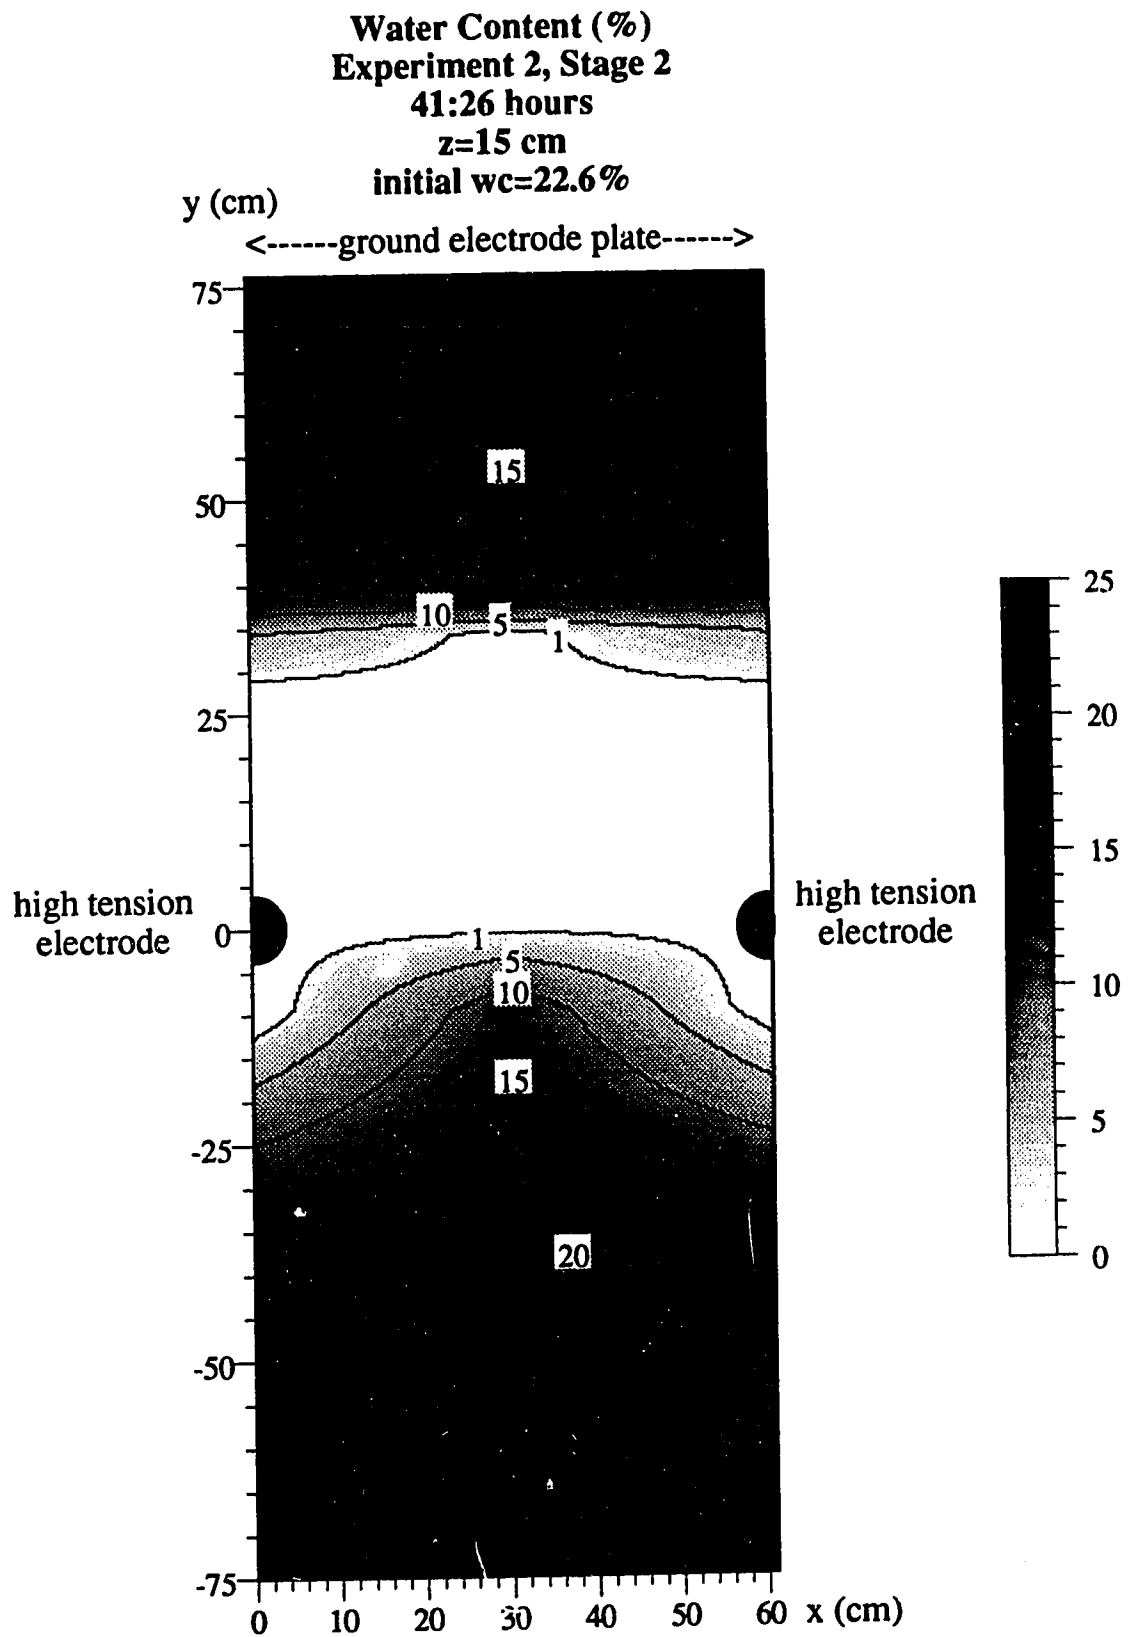 Water Content (%)
Experiment 2, Stage 2
41:26 hours
z=15 cm
initial wc=22.6%
y (cm)
<------ground electrode plate------>
75
15
50
10
5
1
25
high tension
electrode
0
high tension
electrode
1
5
10
15
-25
20
-50
-75
0 10 20 30 40 50 60 x (cm)
25
20
15
10
5
0